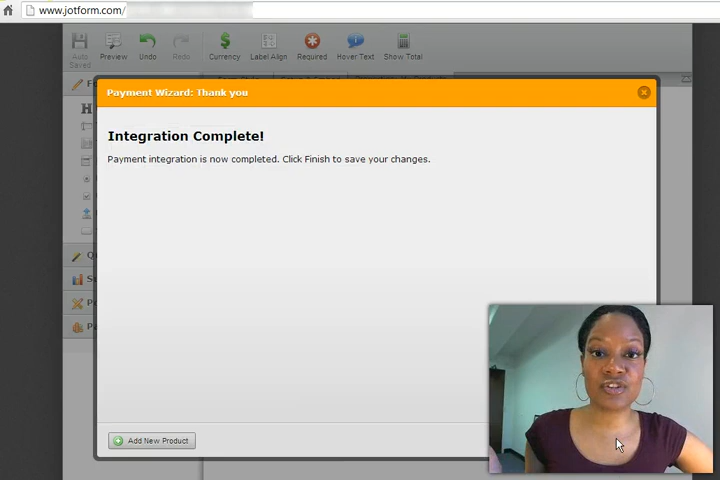 www.jotform.com/
Auto Saved
Preview
Undo
Redo
Currency
Label Align
Required
Hover Text
Show Total
Payment Wizard: Thank you
Integration Complete!
Payment integration is now completed. Click Finish to save your changes.
Add New Product